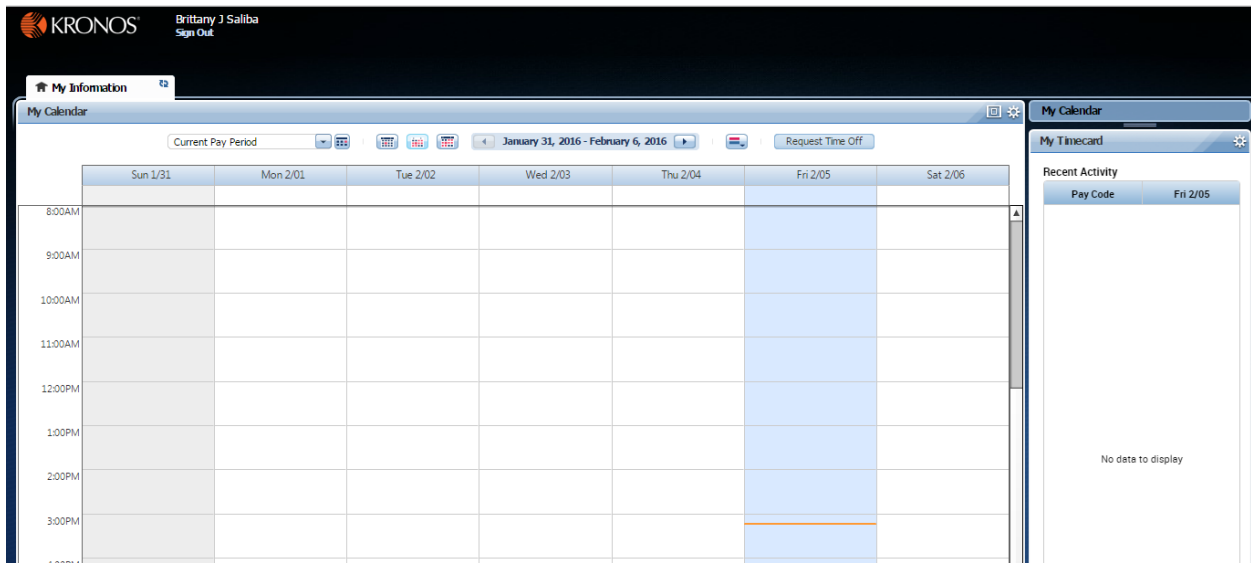 KRONOS
Brittany J Saliba
Sign Out
My Information
My Calendar
Current Pay Period
January 31, 2016 - February 6, 2016
Request Time Off
Sun 1/31 Mon 2/01 Tue 2/02 Wed 2/03 Thu 2/04 Fri 2/05 Sat 2/06
8:00AM
9:00AM
10:00AM
11:00AM
12:00PM
1:00PM
2:00PM
3:00PM
My Calendar
My Timecard
Recent Activity
Pay Code Fri 2/05
No data to display